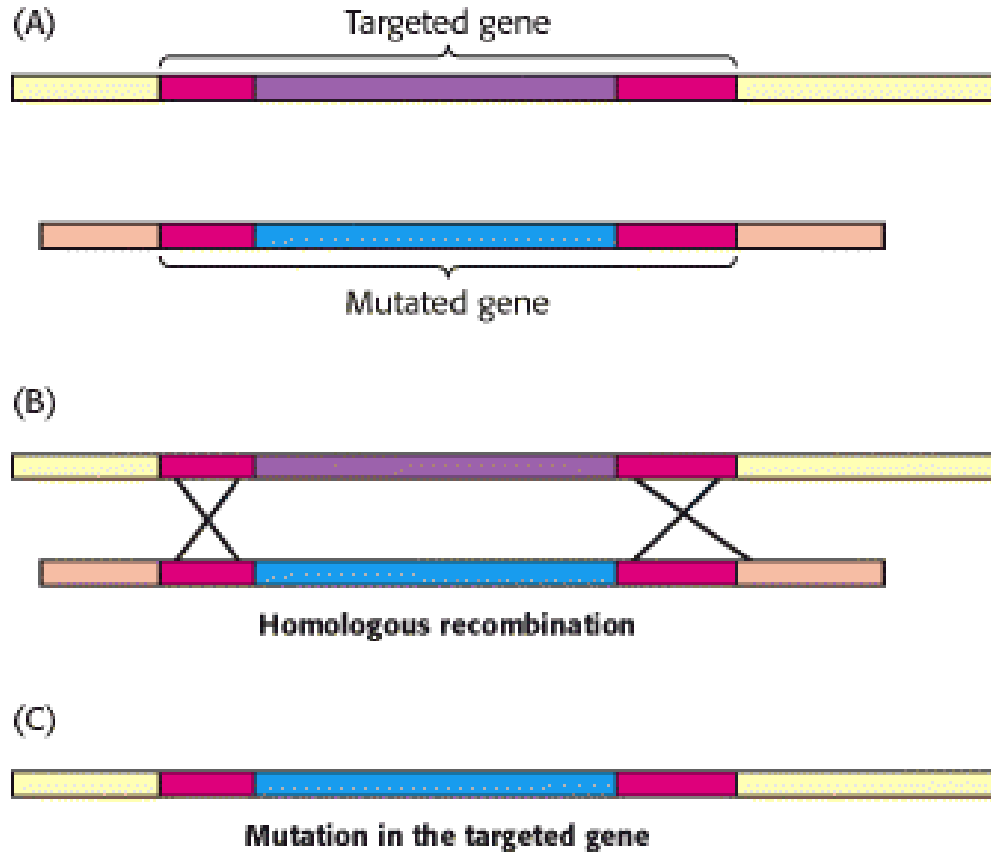 (A)
Targeted gene
Mutated gene
(B)
Homologous recombination
(C)
Mutation in the targeted gene